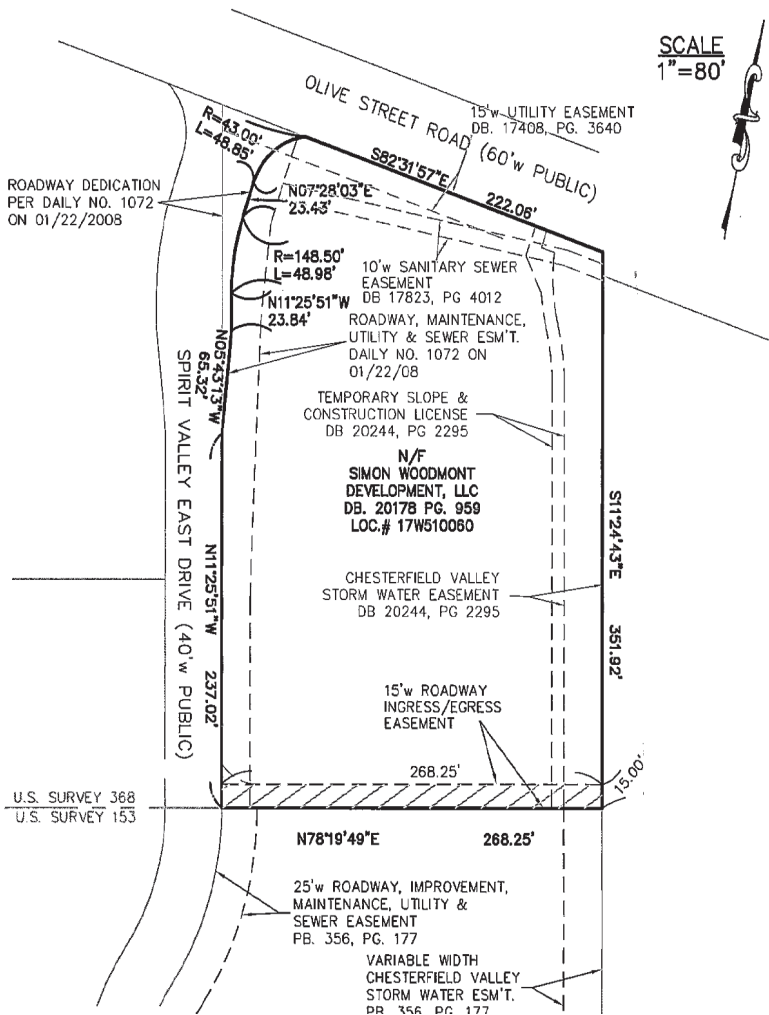 SCALE
1"=80'
OLIVE STREET ROAD (60'w PUBLIC)
15'w UTILITY EASEMENT
DB. 17408, PG. 3640
R=43.00'
L=48.85'
S82°31'57"E
222.06'
ROADWAY DEDICATION
PER DAILY NO. 1072
ON 01/22/2008
N07°28'03"E
23.43'
R=148.50'
L=48.98'
10'w SANITARY SEWER
EASEMENT
DB 17823, PG 4012
N11°25'51"W
23.84'
ROADWAY, MAINTENANCE,
UTILITY & SEWER ESM'T.
DAILY NO. 1072 ON
01/22/08
N05°43'13"W
65.32'
SPIRIT VALLEY EAST DRIVE (40'w PUBLIC)
TEMPORARY SLOPE &
CONSTRUCTION LICENSE
DB 20244, PG 2295
N/F
SIMON WOODMONT
DEVELOPMENT, LLC
DB. 20178 PG. 959
LOC.# 17W510060
S11°24'43"E
351.92'
N11°25'51"W
237.02'
CHESTERFIELD VALLEY
STORM WATER EASEMENT
DB 20244, PG 2295
15'w ROADWAY
INGRESS/EGRESS
EASEMENT
268.25'
15.00'
U.S. SURVEY 368
U.S. SURVEY 153
N78°19'49"E
268.25'
25'w ROADWAY, IMPROVEMENT,
MAINTENANCE, UTILITY &
SEWER EASEMENT
PB. 356, PG. 177
VARIABLE WIDTH
CHESTERFIELD VALLEY
STORM WATER ESM'T.
PB. 356, PG. 177